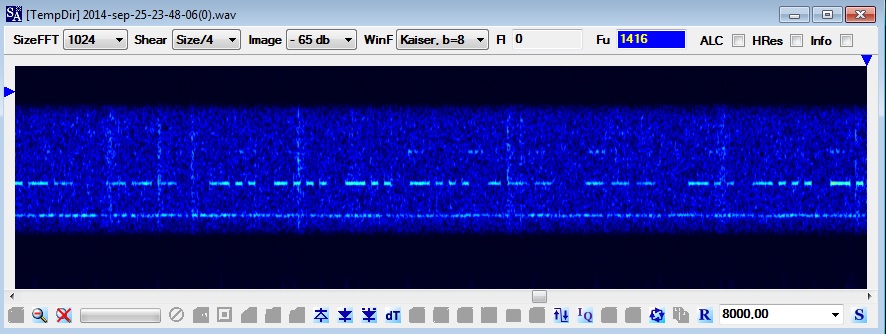 SA [TempDir] 2014-sep-25-23-48-06(0).wav
SizeFFT 1024 Shear Size/4 Image - 65 db WinF Kaiser, b=8 Fl 0 Fu 1416 ALC HRes Info
dT IQ R 8000,00 S